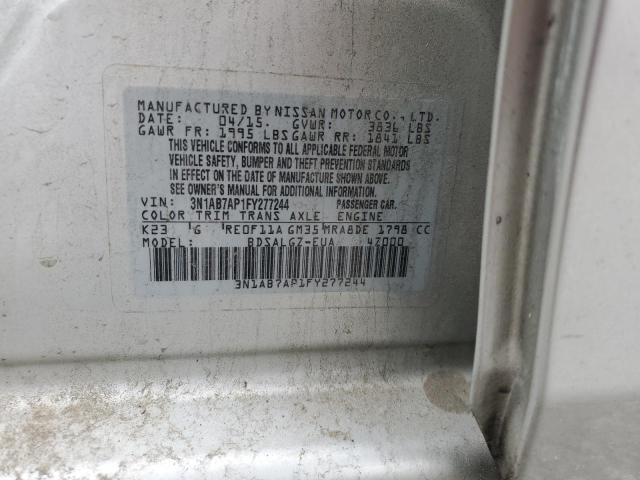 MANUFACTURED BY NISSAN MOTOR CO., LTD.
DATE: 04/15. GVWR: 3836 LBS
GAWR FR: 1995 LBS GAWR RR: 1841 LBS
THIS VEHICLE CONFORMS TO ALL APPLICABLE FEDERAL MOTOR
VEHICLE SAFETY, BUMPER AND THEFT PREVENTION STANDARDS
IN EFFECT ON THE DATE OF MANUFACTURE SHOWN ABOVE.
SEE OWNER'S MANUAL FOR ADDITIONAL INFORMATION.
VIN: 3N1AB7AP1FY277244 PASSENGER CAR.
COLOR TRIM TRANS AXLE ENGINE
K23 G RE0F11A GM35 MRA8DE 1798 CC
MODEL: BDSALGZ-EUA 4Z000
3N1AB7AP1FY277244